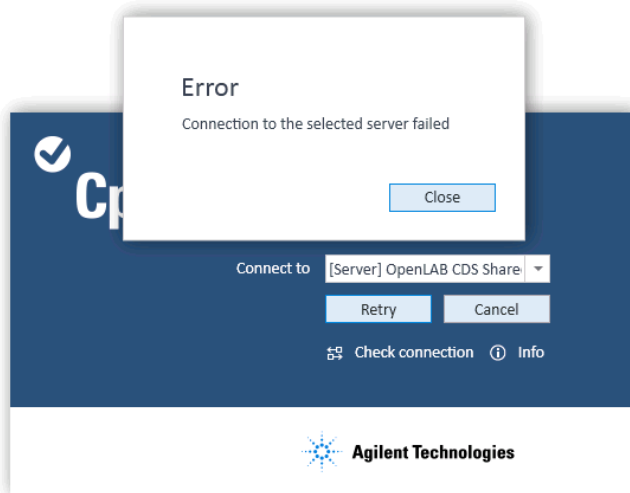 Error
Connection to the selected server failed
Close
Cp
Connect to
[Server] OpenLAB CDS Share
Retry
Cancel
Check connection
Info
Agilent Technologies